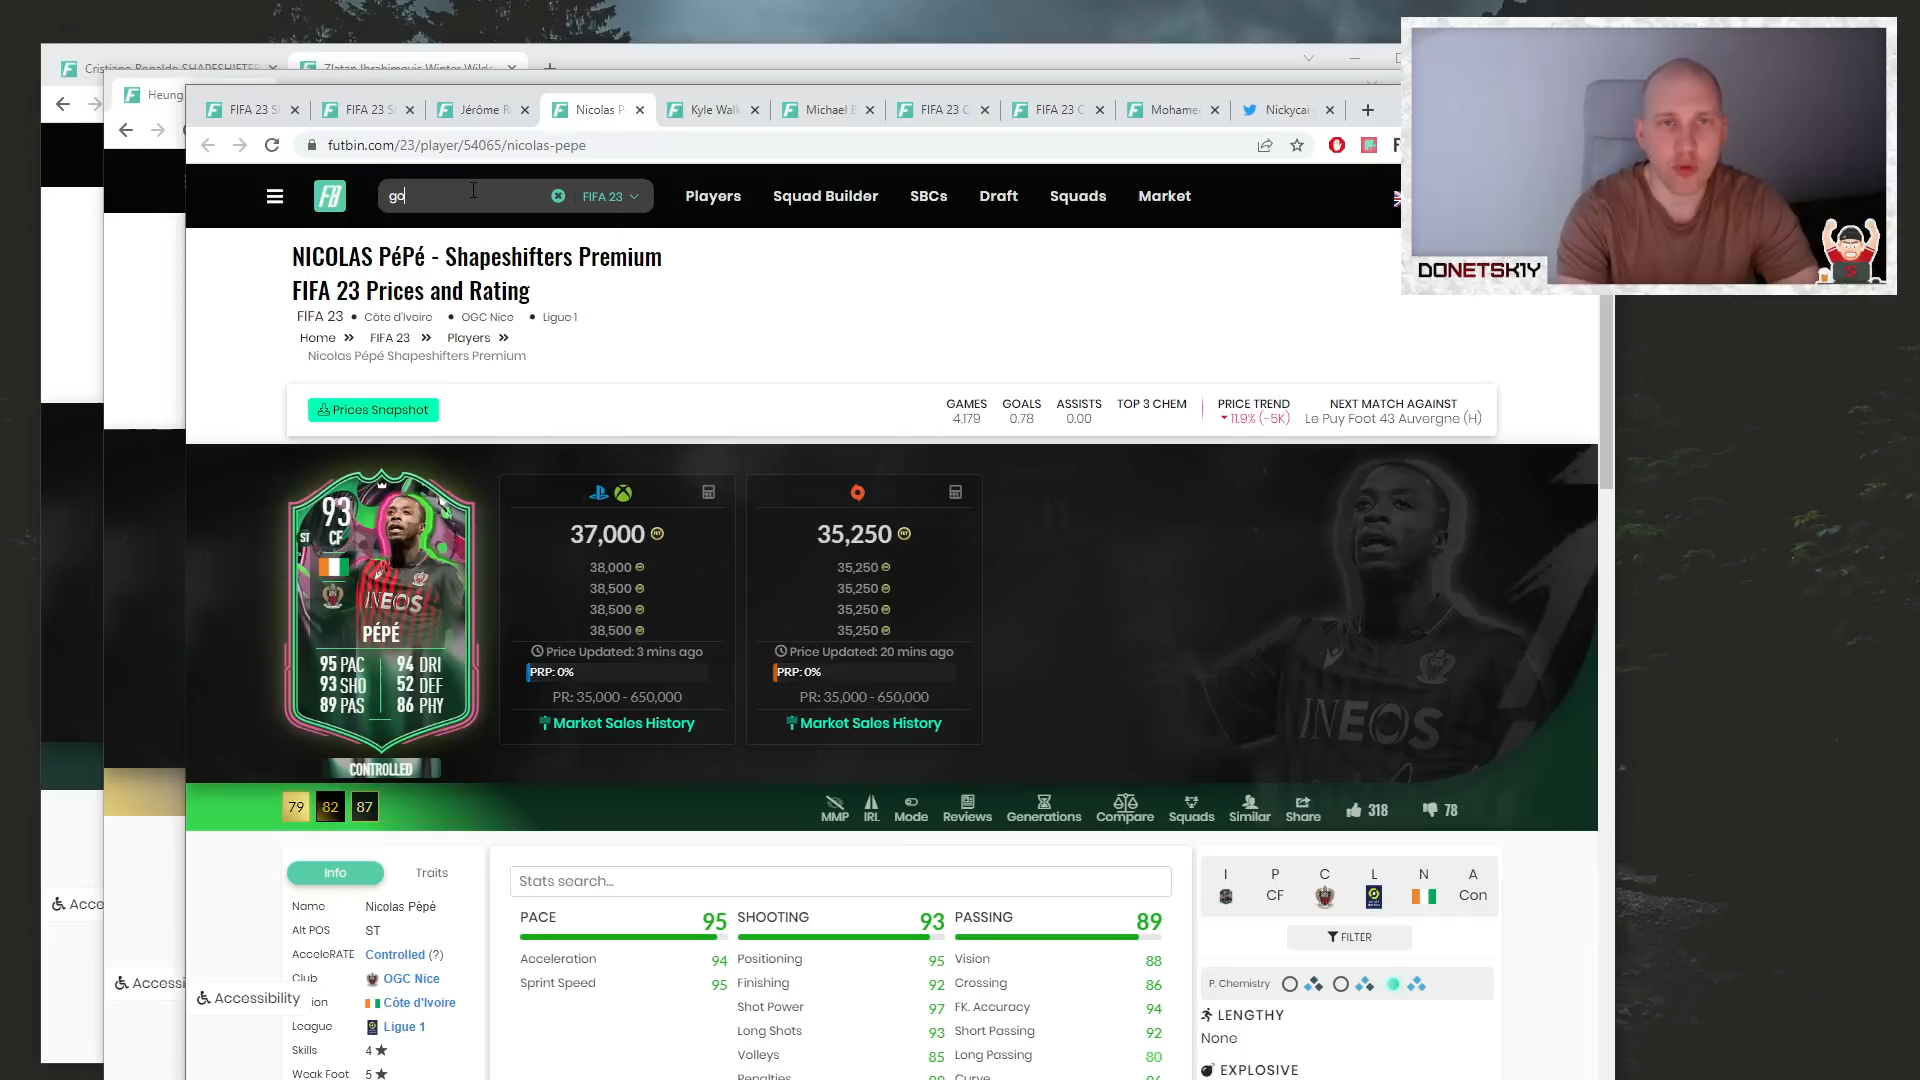 Cristiano Ronaldo SHAPESHIFTER
Zlatan Ibrahimovic Winter Wildc
Heung
FIFA 23 S
FIFA 23 S
Jérôme R
Nicolas P
Kyle Walk
Michael E
FIFA 23 C
FIFA 23 C
Mohame
Nickycai
futbin.com/23/player/54065/nicolas-pepe
go
FIFA 23
Players
Squad Builder
SBCs
Draft
Squads
Market
DONETSK1Y
NICOLAS PéPé - Shapeshifters Premium
FIFA 23 Prices and Rating
FIFA 23 • Côte d'Ivoire • OGC Nice • Ligue 1
Home » FIFA 23 » Players »
Nicolas Pépé Shapeshifters Premium
Prices Snapshot
GAMES GOALS ASSISTS TOP 3 CHEM PRICE TREND NEXT MATCH AGAINST
4,179 0.78 0.00 11.9% (-5K) Le Puy Foot 43 Auvergne (H)
93
CF
ST
INEOS
PÉPÉ
95 PAC 94 DRI
93 SHO 52 DEF
89 PAS 86 PHY
CONTROLLED
37,000
38,000
38,500
38,500
38,500
Price Updated: 3 mins ago
PRP: 0%
PR: 35,000 - 650,000
Market Sales History
35,250
35,250
35,250
35,250
35,250
Price Updated: 20 mins ago
PRP: 0%
PR: 35,000 - 650,000
Market Sales History
INEOS
79 82 87
MMP IRL Mode Reviews Generations Compare Squads Similar Share 318 78
Info Traits
Name Nicolas Pépé
Alt POS ST
AcceleRATE Controlled (?)
Club OGC Nice
ion Côte d'Ivoire
League Ligue 1
Skills 4
Weak Foot 5
Acce
Accessi
Accessibility
Stats search...
PACE 95 SHOOTING 93 PASSING 89
Acceleration 94 Positioning 95 Vision 88
Sprint Speed 95 Finishing 92 Crossing 86
Shot Power 97 FK. Accuracy 94
Long Shots 93 Short Passing 92
Volleys 85 Long Passing 80
Penalties Curve
I P C L N A
CF Con
FILTER
P. Chemistry
LENGTHY
None
EXPLOSIVE